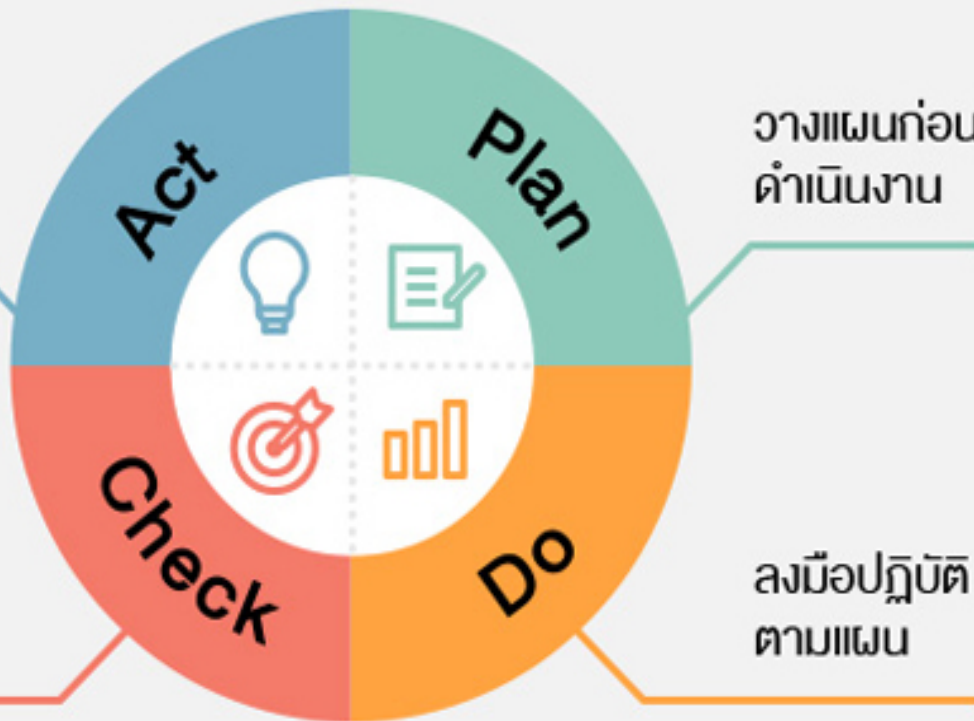 Act
Plan
วางแผนก่อน
ดำเนินงาน
Check
Do
ลงมือปฏิบัติ
ตามแผน